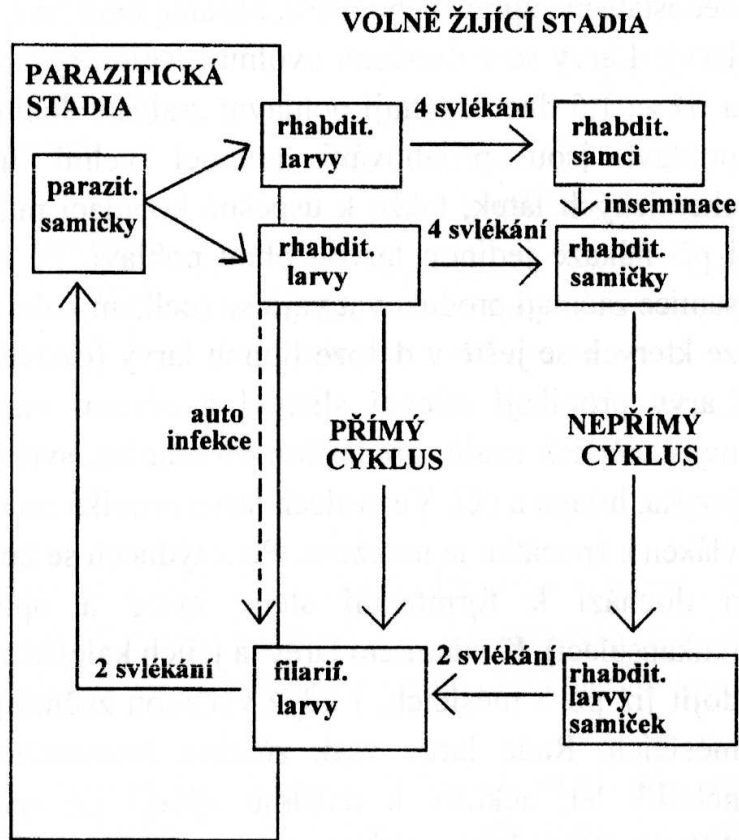 VOLNĚ ŽIJÍCÍ STADIA
PARAZITICKÁ
STADIA
parazit.
samičky
rhabdit.
larvy
4 svlékání
rhabdit.
samci
inseminace
rhabdit.
larvy
4 svlékání
rhabdit.
samičky
auto
infekce
PŘÍMÝ
CYKLUS
NEPŘÍMÝ
CYKLUS
2 svlékání
filarif.
larvy
2 svlékání
rhabdit.
larvy
samiček